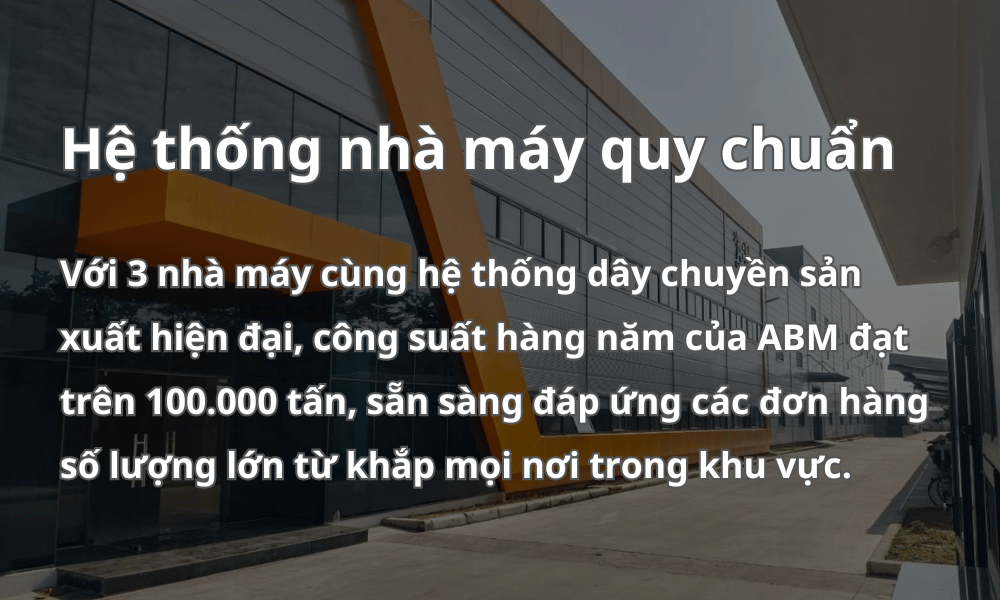 Hệ thống nhà máy quy chuẩn
Với 3 nhà máy cùng hệ thống dây chuyền sản
xuất hiện đại, công suất hàng năm của ABM đạt
trên 100.000 tấn, sẵn sàng đáp ứng các đơn hàng
số lượng lớn từ khắp mọi nơi trong khu vực.